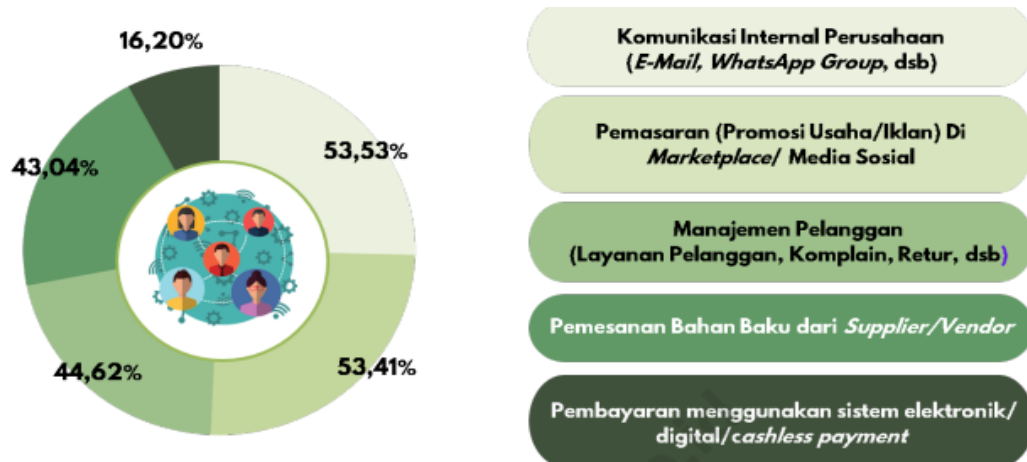 16,20%
53,53%
43,04%
44,62%
53,41%
Komunikasi Internal Perusahaan
(E-Mail, WhatsApp Group, dsb)
Pemasaran (Promosi Usaha/Iklan) Di
Marketplace/ Media Sosial
Manajemen Pelanggan
(Layanan Pelanggan, Komplain, Retur, dsb)
Pemesanan Bahan Baku dari Supplier/Vendor
Pembayaran menggunakan sistem elektronik/
digital/cashless payment